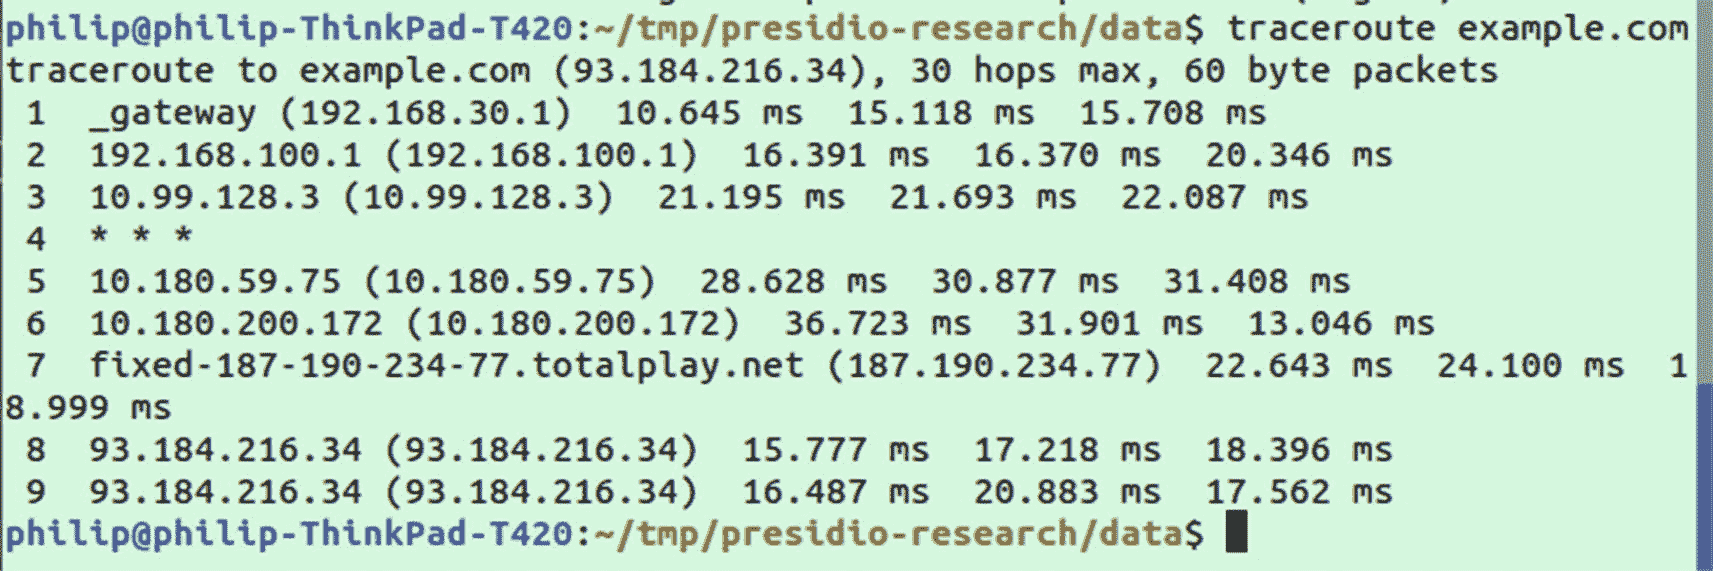 philip@philip-ThinkPad-T420:~/tmp/presidio-research/data$ traceroute example.com
traceroute to example.com (93.184.216.34), 30 hops max, 60 byte packets
 1  _gateway (192.168.30.1)  10.645 ms  15.118 ms  15.708 ms
 2  192.168.100.1 (192.168.100.1)  16.391 ms  16.370 ms  20.346 ms
 3  10.99.128.3 (10.99.128.3)  21.195 ms  21.693 ms  22.087 ms
 4  * * *
 5  10.180.59.75 (10.180.59.75)  28.628 ms  30.877 ms  31.408 ms
 6  10.180.200.172 (10.180.200.172)  36.723 ms  31.901 ms  13.046 ms
 7  fixed-187-190-234-77.totalplay.net (187.190.234.77)  22.643 ms  24.100 ms  1
8.999 ms
 8  93.184.216.34 (93.184.216.34)  15.777 ms  17.218 ms  18.396 ms
 9  93.184.216.34 (93.184.216.34)  16.487 ms  20.883 ms  17.562 ms
philip@philip-ThinkPad-T420:~/tmp/presidio-research/data$